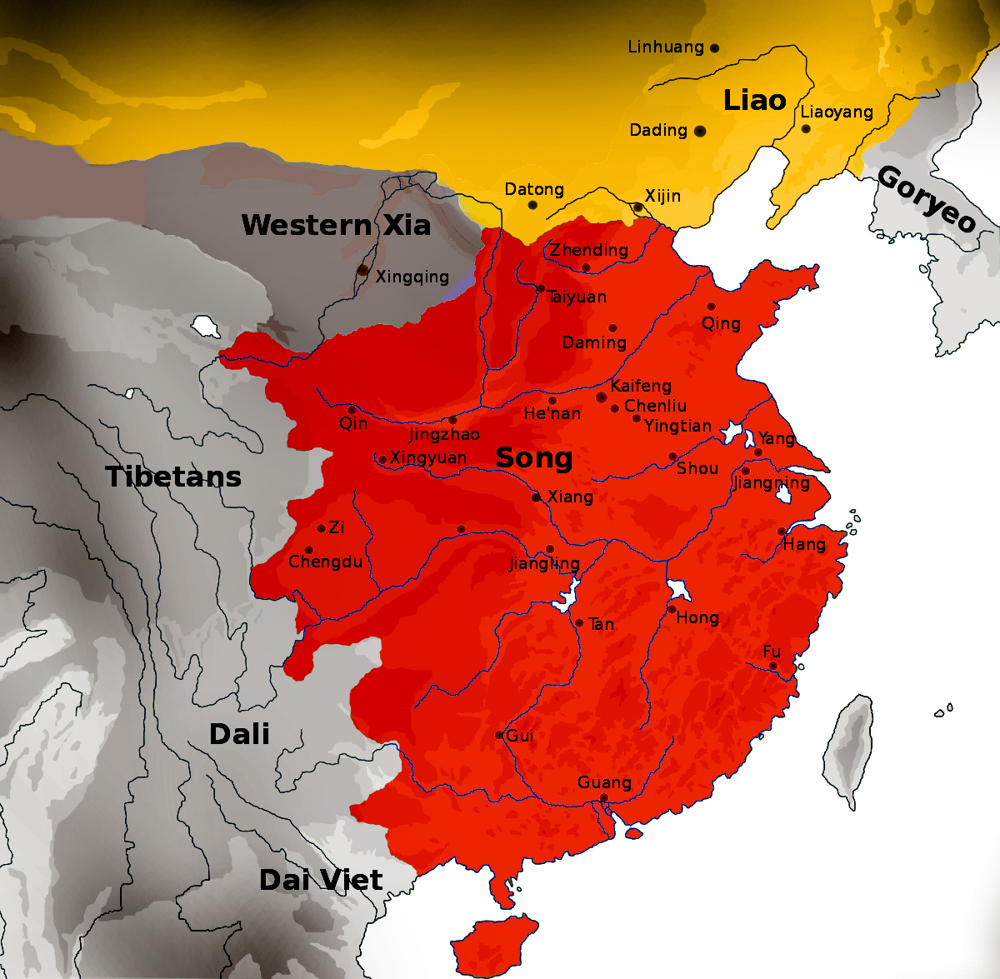 Linhuang
Liao
Liaoyang
Dading
Goryeo
Datong
Xijin
Western Xia
Zhending
Xingqing
Taiyuan
Qing
Daming
Kaifeng
Chenliu
He'nan
Qin
Yingtian
Jingzhao
Yang
Song
Xingyuan
Shou
Tibetans
Jiangning
Xiang
Zi
Hang
Chengdu
Jiangling
Hong
Tan
Fu
Dali
Gui
Guang
Dai Viet